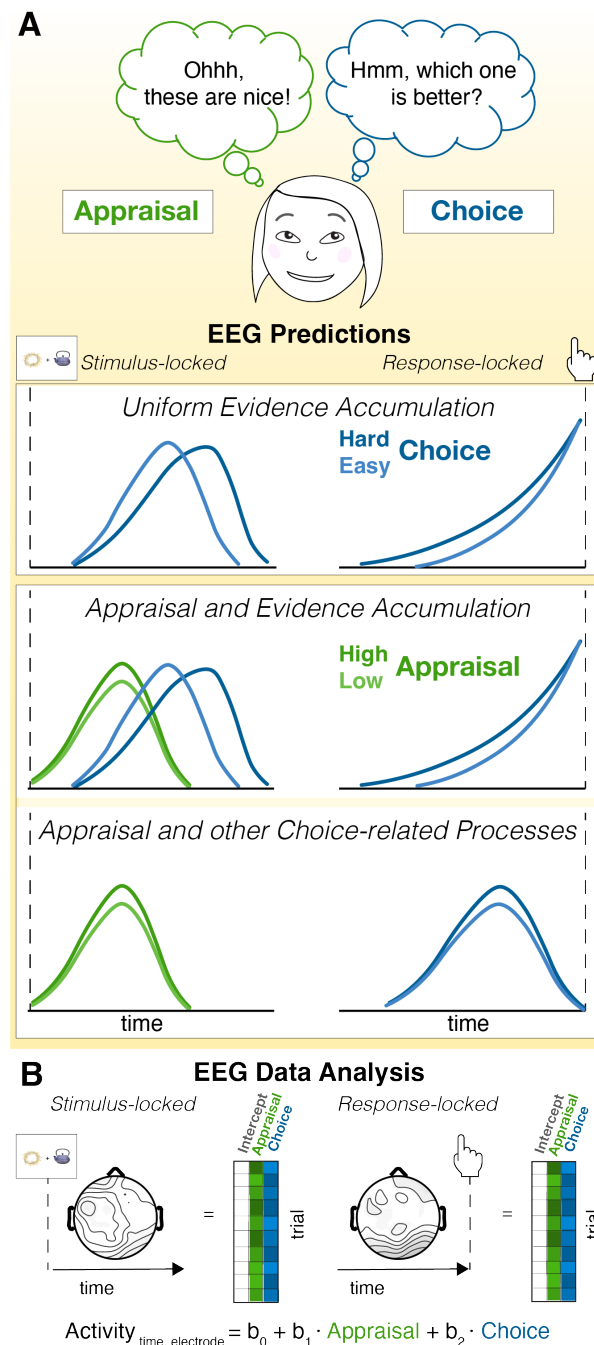 A
Ohhh,
these are nice!
Hmm, which one
is better?
Appraisal
Choice
EEG Predictions
Stimulus-locked
Response-locked
Uniform Evidence Accumulation
Hard
Easy
Choice
Appraisal and Evidence Accumulation
High
Low
Appraisal
Appraisal and other Choice-related Processes
time
time
B
EEG Data Analysis
Stimulus-locked
Response-locked
Intercept
Appraisal
Choice
=
trial
time
Intercept
Appraisal
Choice
=
trial
time
Activity time, electrode = b0 + b1 · Appraisal + b2 · Choice